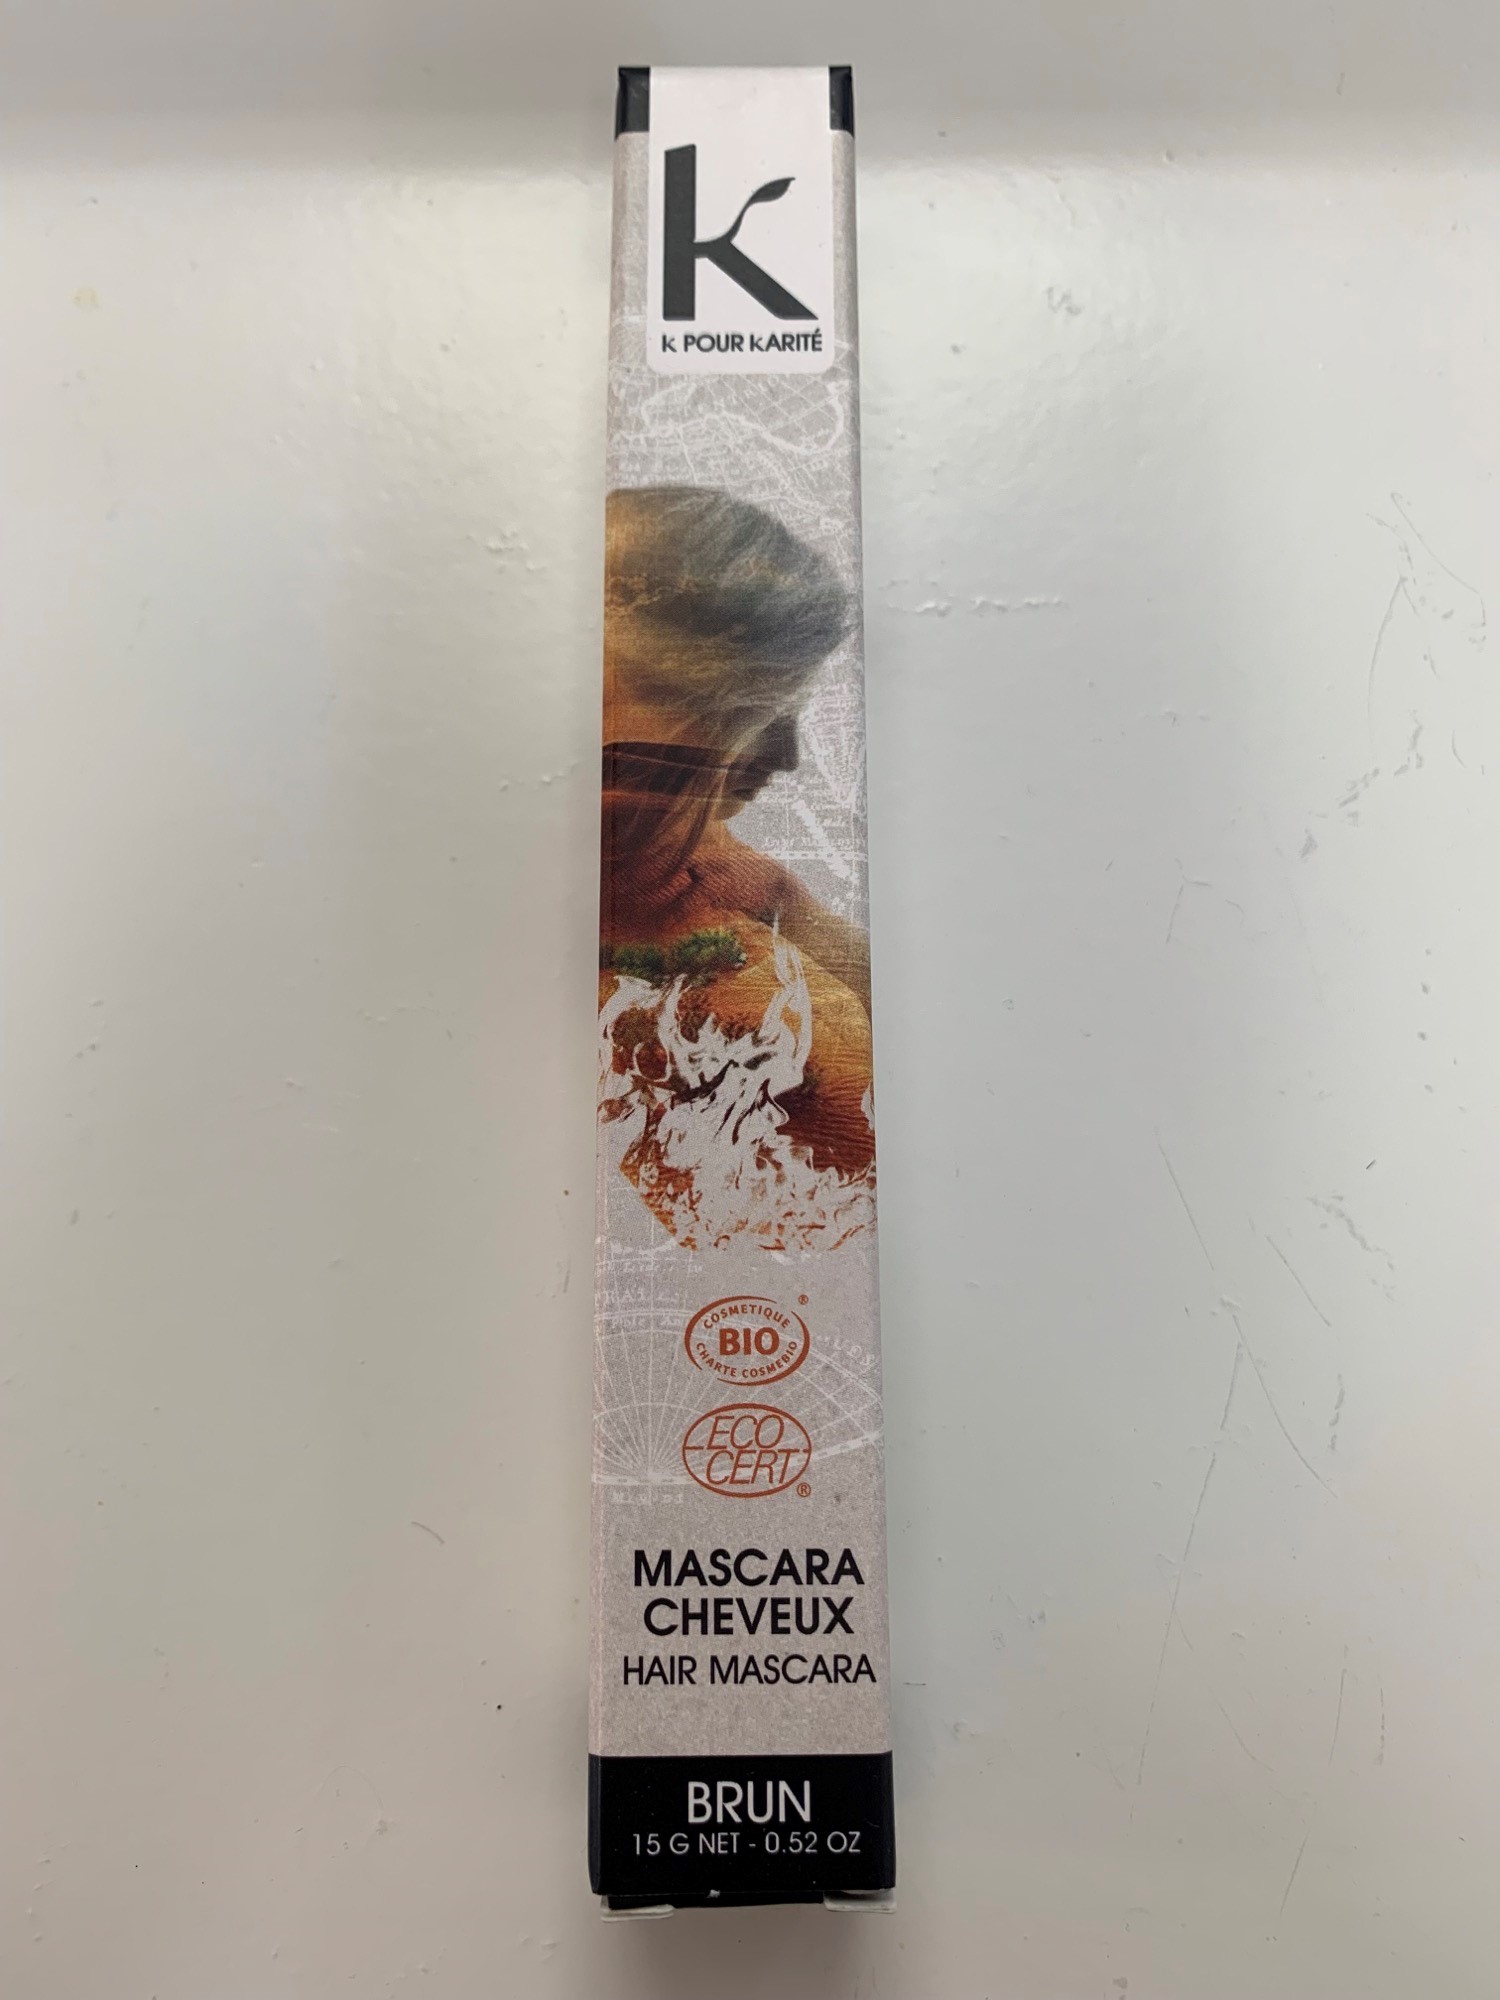 K POUR KARITÉ
COSMETIQUE
BIO
CHARTE COSMEBIO
®
ECO
CERT
®
MASCARA
CHEVEUX
HAIR MASCARA
BRUN
15 G NET - 0.52 OZ